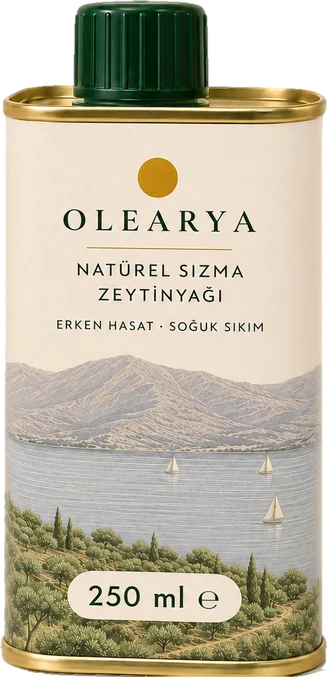 OLEARYA
NATÜREL SIZMA
ZEYTİNYAĞI
ERKEN HASAT · SOĞUK SIKIM
250 ml ℮